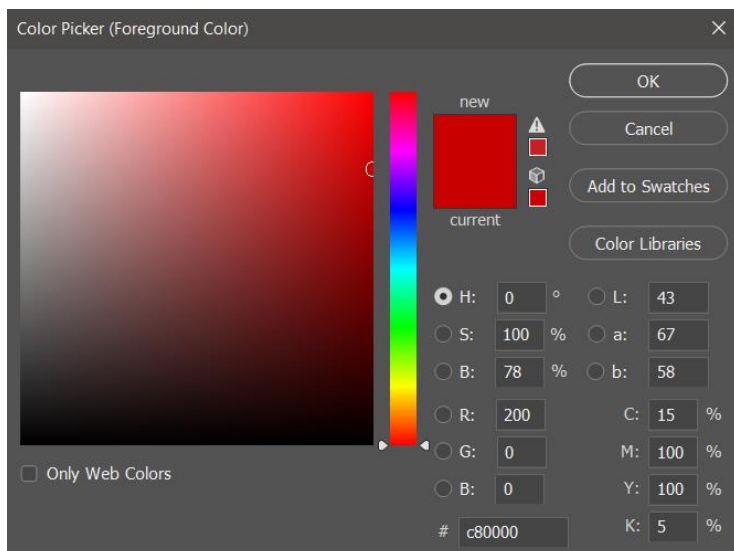 Color Picker (Foreground Color)
new
current
OK
Cancel
Add to Swatches
Color Libraries
H: 0 °
S: 100 %
B: 78 %
R: 200
G: 0
B: 0
# c80000
L: 43
a: 67
b: 58
C: 15 %
M: 100 %
Y: 100 %
K: 5 %
Only Web Colors